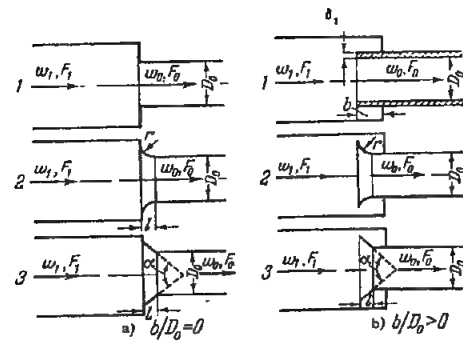 δ₁
1 w₁, F₁ w₀, F₀ D₀
1 w₁, F₁ w₀, F₀ D₀
b
r
2 w₁, F₁ w₀, F₀ D₀
l
r
2 w₁, F₁ w₀, F₀ D₀
3 w₁, F₁ α D₀ w₀, F₀
l
3 w₁, F₁ α w₀, F₀ D₀
l
a) b/D₀=0
b) b/D₀>0